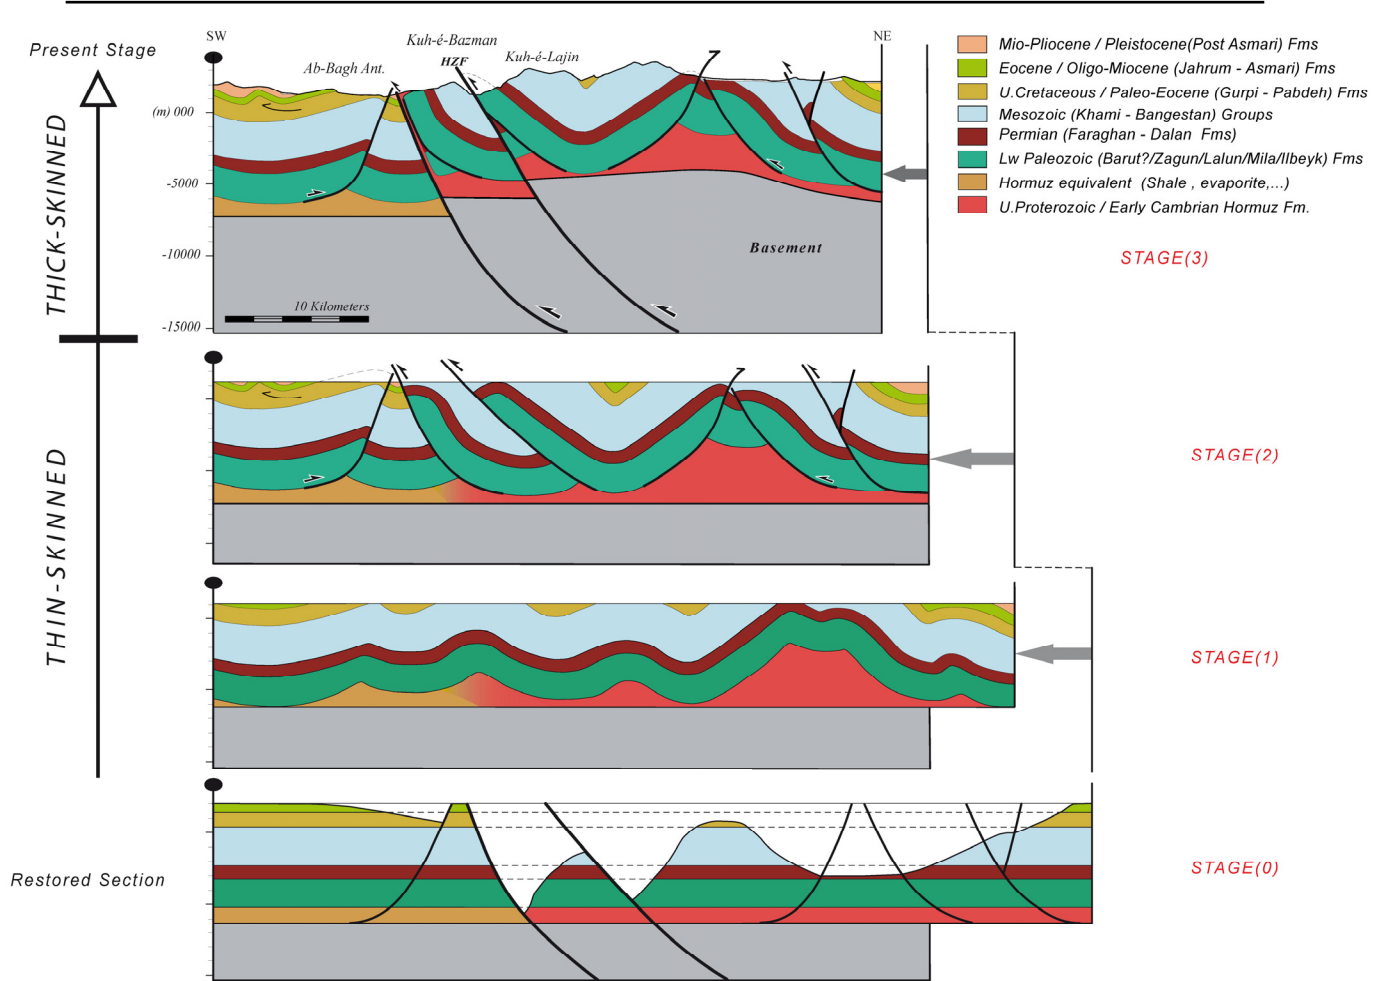 Present Stage
SW
Kuh-é-Bazman
HZF
Kuh-é-Lajin
Ab-Bagh Ant.
NE
(m) 000
-5000
-10000
-15000
Basement
10 Kilometers
THICK-SKINNED
Mio-Pliocene / Pleistocene(Post Asmari) Fms
Eocene / Oligo-Miocene (Jahrum - Asmari) Fms
U.Cretaceous / Paleo-Eocene (Gurpi - Pabdeh) Fms
Mesozoic (Khami - Bangestan) Groups
Permian (Faraghan - Dalan Fms)
Lw Paleozoic (Barut?/Zagun/Lalun/Mila/Ilbeyk) Fms
Hormuz equivalent (Shale , evaporite,...)
U.Proterozoic / Early Cambrian Hormuz Fm.
STAGE(3)
THIN-SKINNED
STAGE(2)
STAGE(1)
Restored Section
STAGE(0)